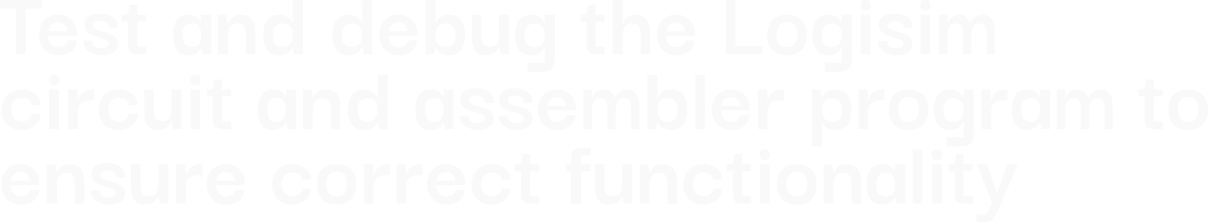 Test and debug the Logisim
circuit and assembler program to
ensure correct functionality